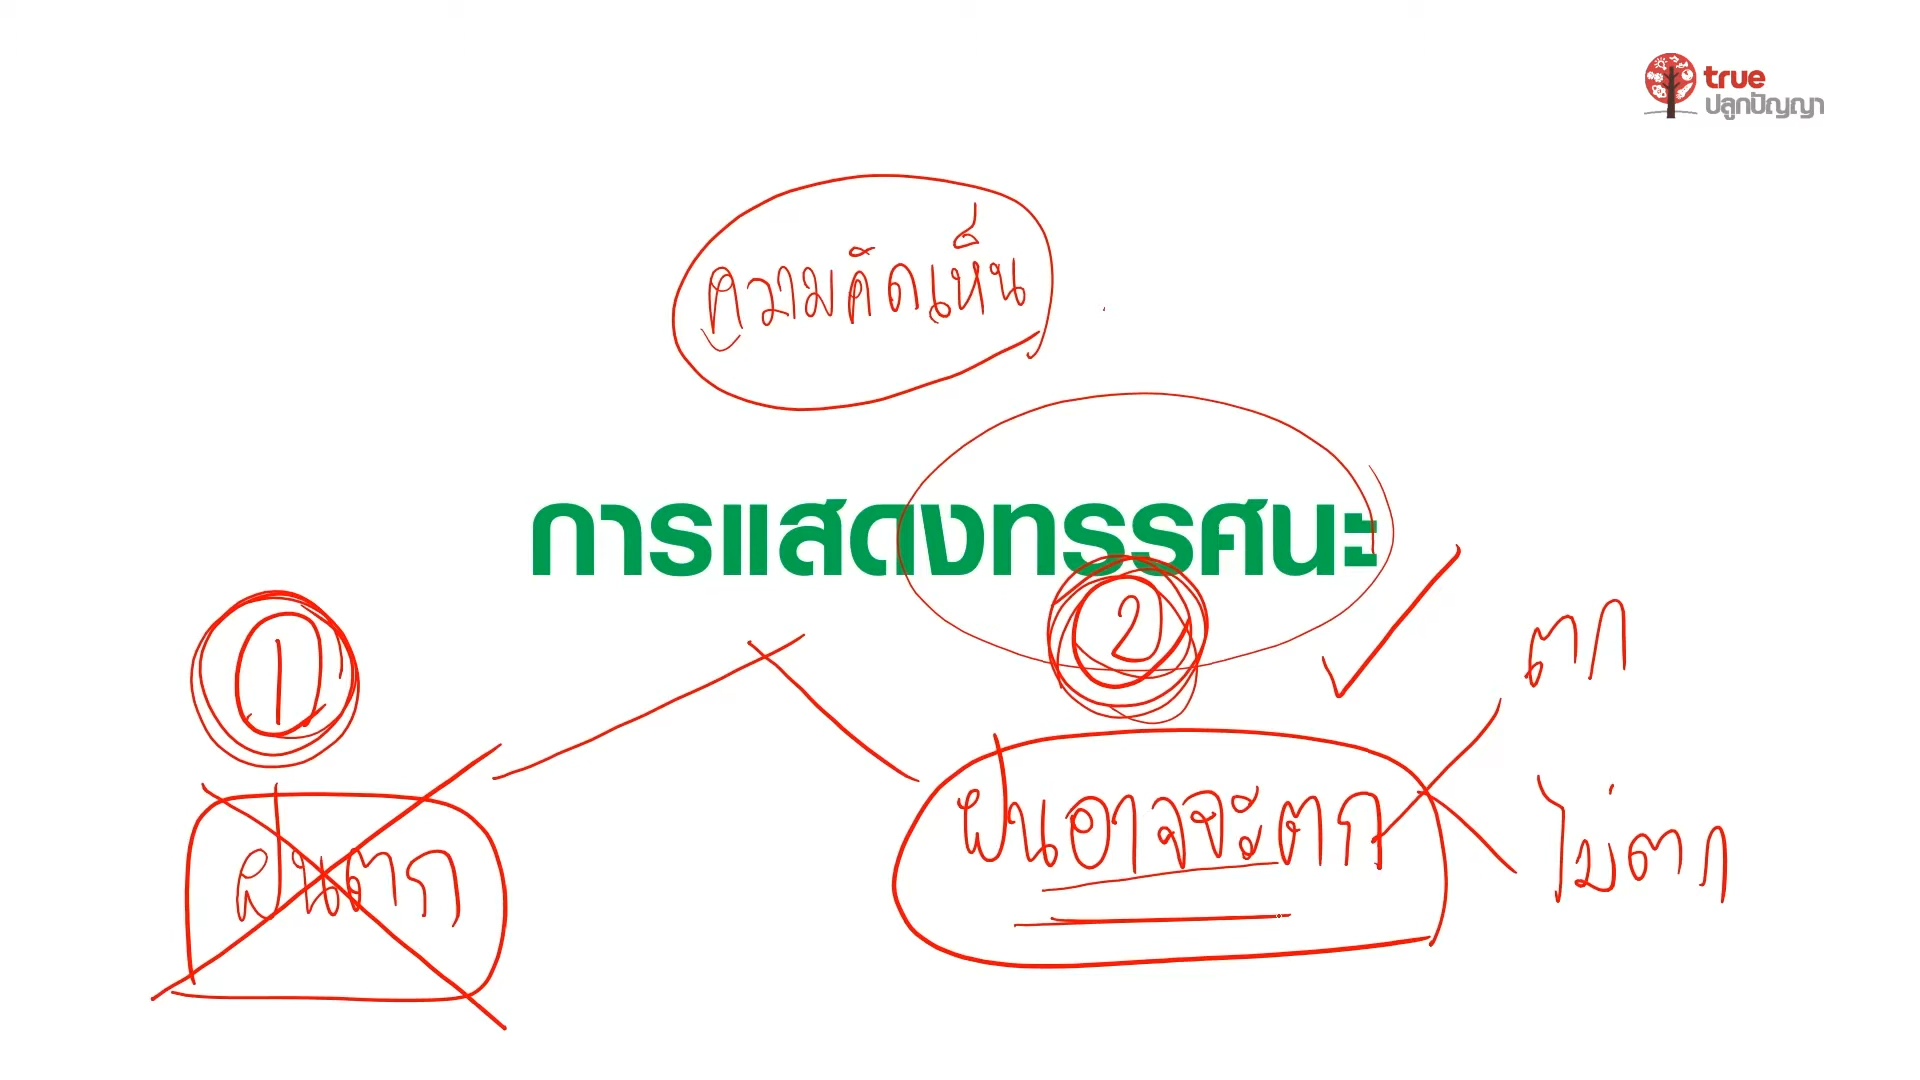 true
ปลูกปัญญา
ความคิดเห็น
การแสดงทรรศนะ
๑
ฝนตก
๒
ฝนอาจจะตก
ตก
ไม่ตก